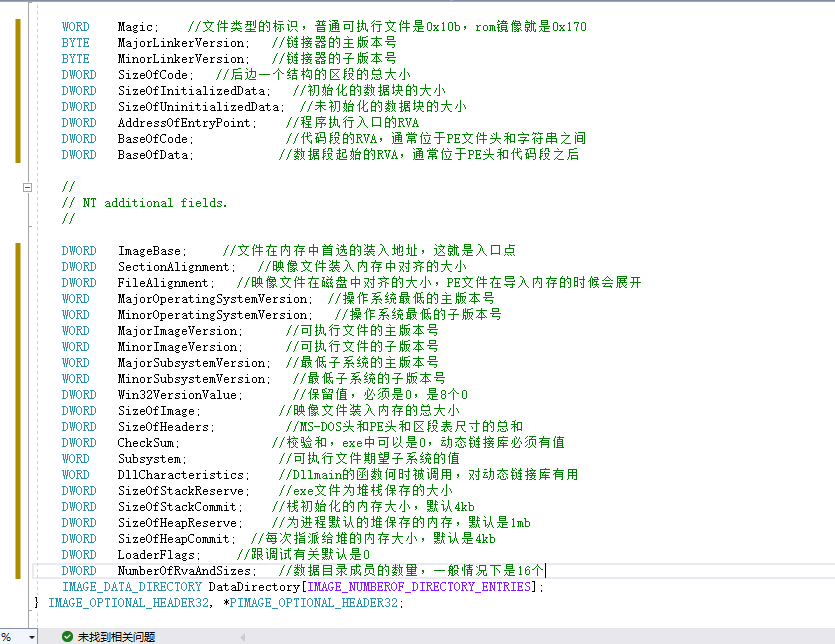 WORD Magic; //文件类型的标识，普通可执行文件是0x10b，rom镜像就是0x170
BYTE MajorLinkerVersion; //链接器的主版本号
BYTE MinorLinkerVersion; //链接器的子版本号
DWORD SizeOfCode; //后边一个结构的区段的总大小
DWORD SizeOfInitializedData; //初始化的数据块的大小
DWORD SizeOfUninitializedData; //未初始化的数据块的大小
DWORD AddressOfEntryPoint; //程序执行入口的RVA
DWORD BaseOfCode; //代码段的RVA，通常位于PE文件头和字符串之间
DWORD BaseOfData; //数据段起始的RVA，通常位于PE头和代码段之后
//
// NT additional fields.
//
DWORD ImageBase; //文件在内存中首选的装入地址，这就是入口点
DWORD SectionAlignment; //映像文件装入内存中对齐的大小
DWORD FileAlignment; //映像文件在磁盘中对齐的大小，PE文件在导入内存的时候会展开
WORD MajorOperatingSystemVersion; //操作系统最低的主版本号
WORD MinorOperatingSystemVersion; //操作系统最低的子版本号
WORD MajorImageVersion; //可执行文件的主版本号
WORD MinorImageVersion; //可执行文件的子版本号
WORD MajorSubsystemVersion; //最低子系统的主版本号
WORD MinorSubsystemVersion; //最低子系统的子版本号
DWORD Win32VersionValue; //保留值，必须是0，是8个0
DWORD SizeOfImage; //映像文件装入内存的总大小
DWORD SizeOfHeaders; //MS-DOS头和PE头和区段表尺寸的总和
DWORD CheckSum; //校验和，exe中可以是0，动态链接库必须有值
WORD Subsystem; //可执行文件期望子系统的值
WORD DllCharacteristics; //Dllmain的函数何时被调用，对动态链接库有用
DWORD SizeOfStackReserve; //exe文件为堆栈保存的大小
DWORD SizeOfStackCommit; //栈初始化的内存大小，默认4kb
DWORD SizeOfHeapReserve; //为进程默认的堆保存的内存，默认是1mb
DWORD SizeOfHeapCommit; //每次指派给堆的内存大小，默认是4kb
DWORD LoaderFlags; //跟调试有关默认是0
DWORD NumberOfRvaAndSizes; //数据目录成员的数量，一般情况下是16个
IMAGE_DATA_DIRECTORY DataDirectory[IMAGE_NUMBEROF_DIRECTORY_ENTRIES];
} IMAGE_OPTIONAL_HEADER32, *PIMAGE_OPTIONAL_HEADER32;
% 未找到相关问题